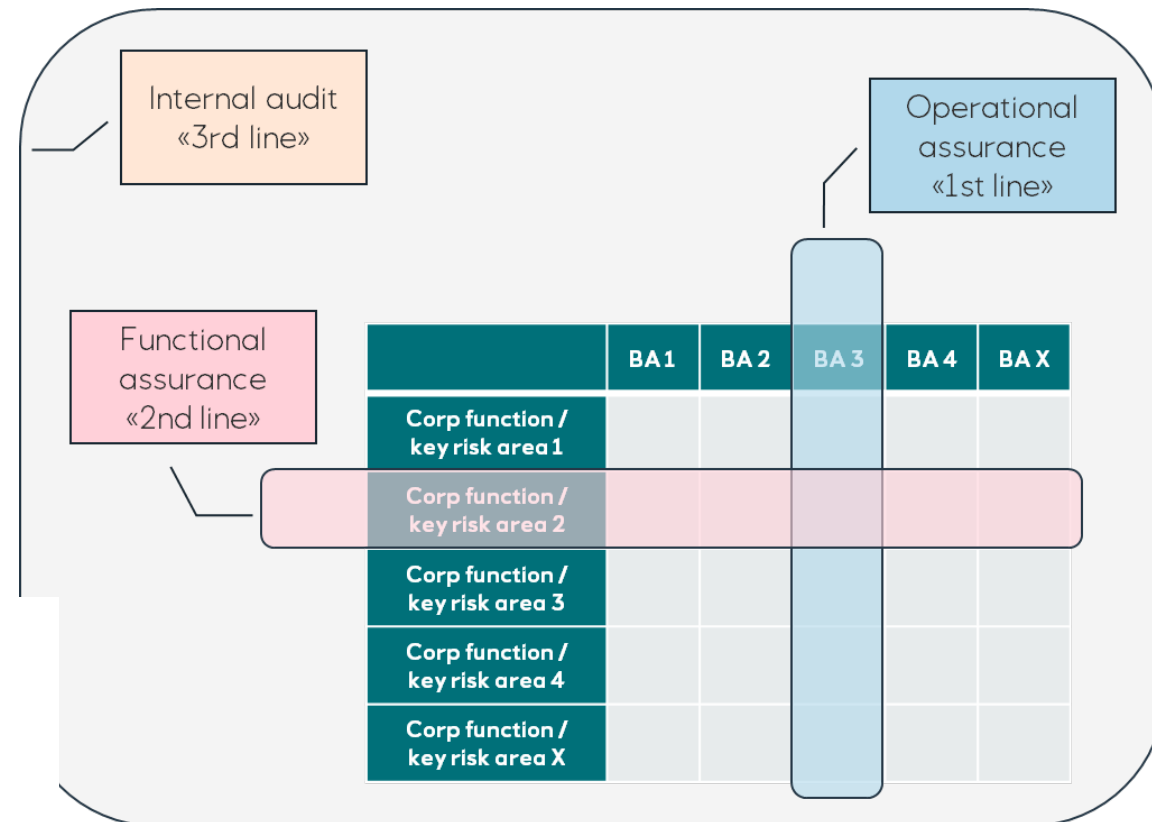 Internal audit
«3rd line»
Operational
assurance
«1st line»
Functional
assurance
«2nd line»
BA 1 BA 2 BA 3 BA 4 BA X
Corp function /
key risk area 1
Corp function /
key risk area 2
Corp function /
key risk area 3
Corp function /
key risk area 4
Corp function /
key risk area X